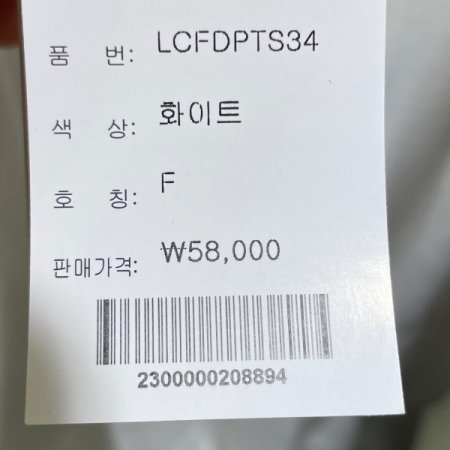 품 번: LCFDPTS34
색 상: 화이트
호 칭: F
판매가격: ₩58,000
2300000208894